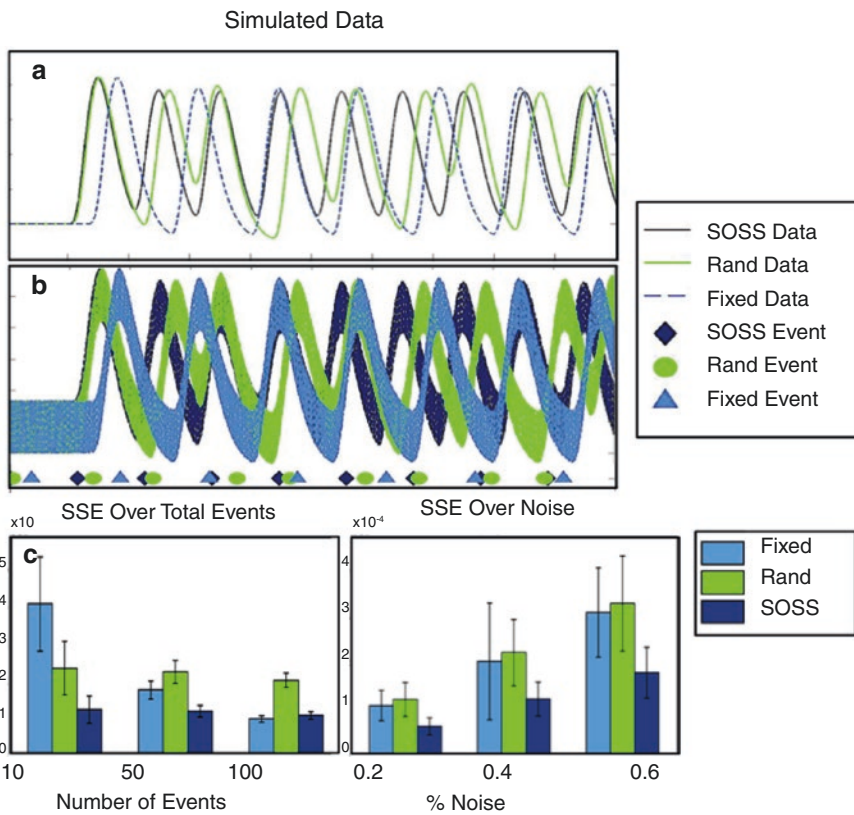 Simulated Data
a
b
SOSS Data
Rand Data
Fixed Data
SOSS Event
Rand Event
Fixed Event
SSE Over Total Events
x10
c
5
4
3
2
1
0
10
50
100
Number of Events
SSE Over Noise
x10-4
4
3
2
1
0
0.2
0.4
0.6
% Noise
Fixed
Rand
SOSS